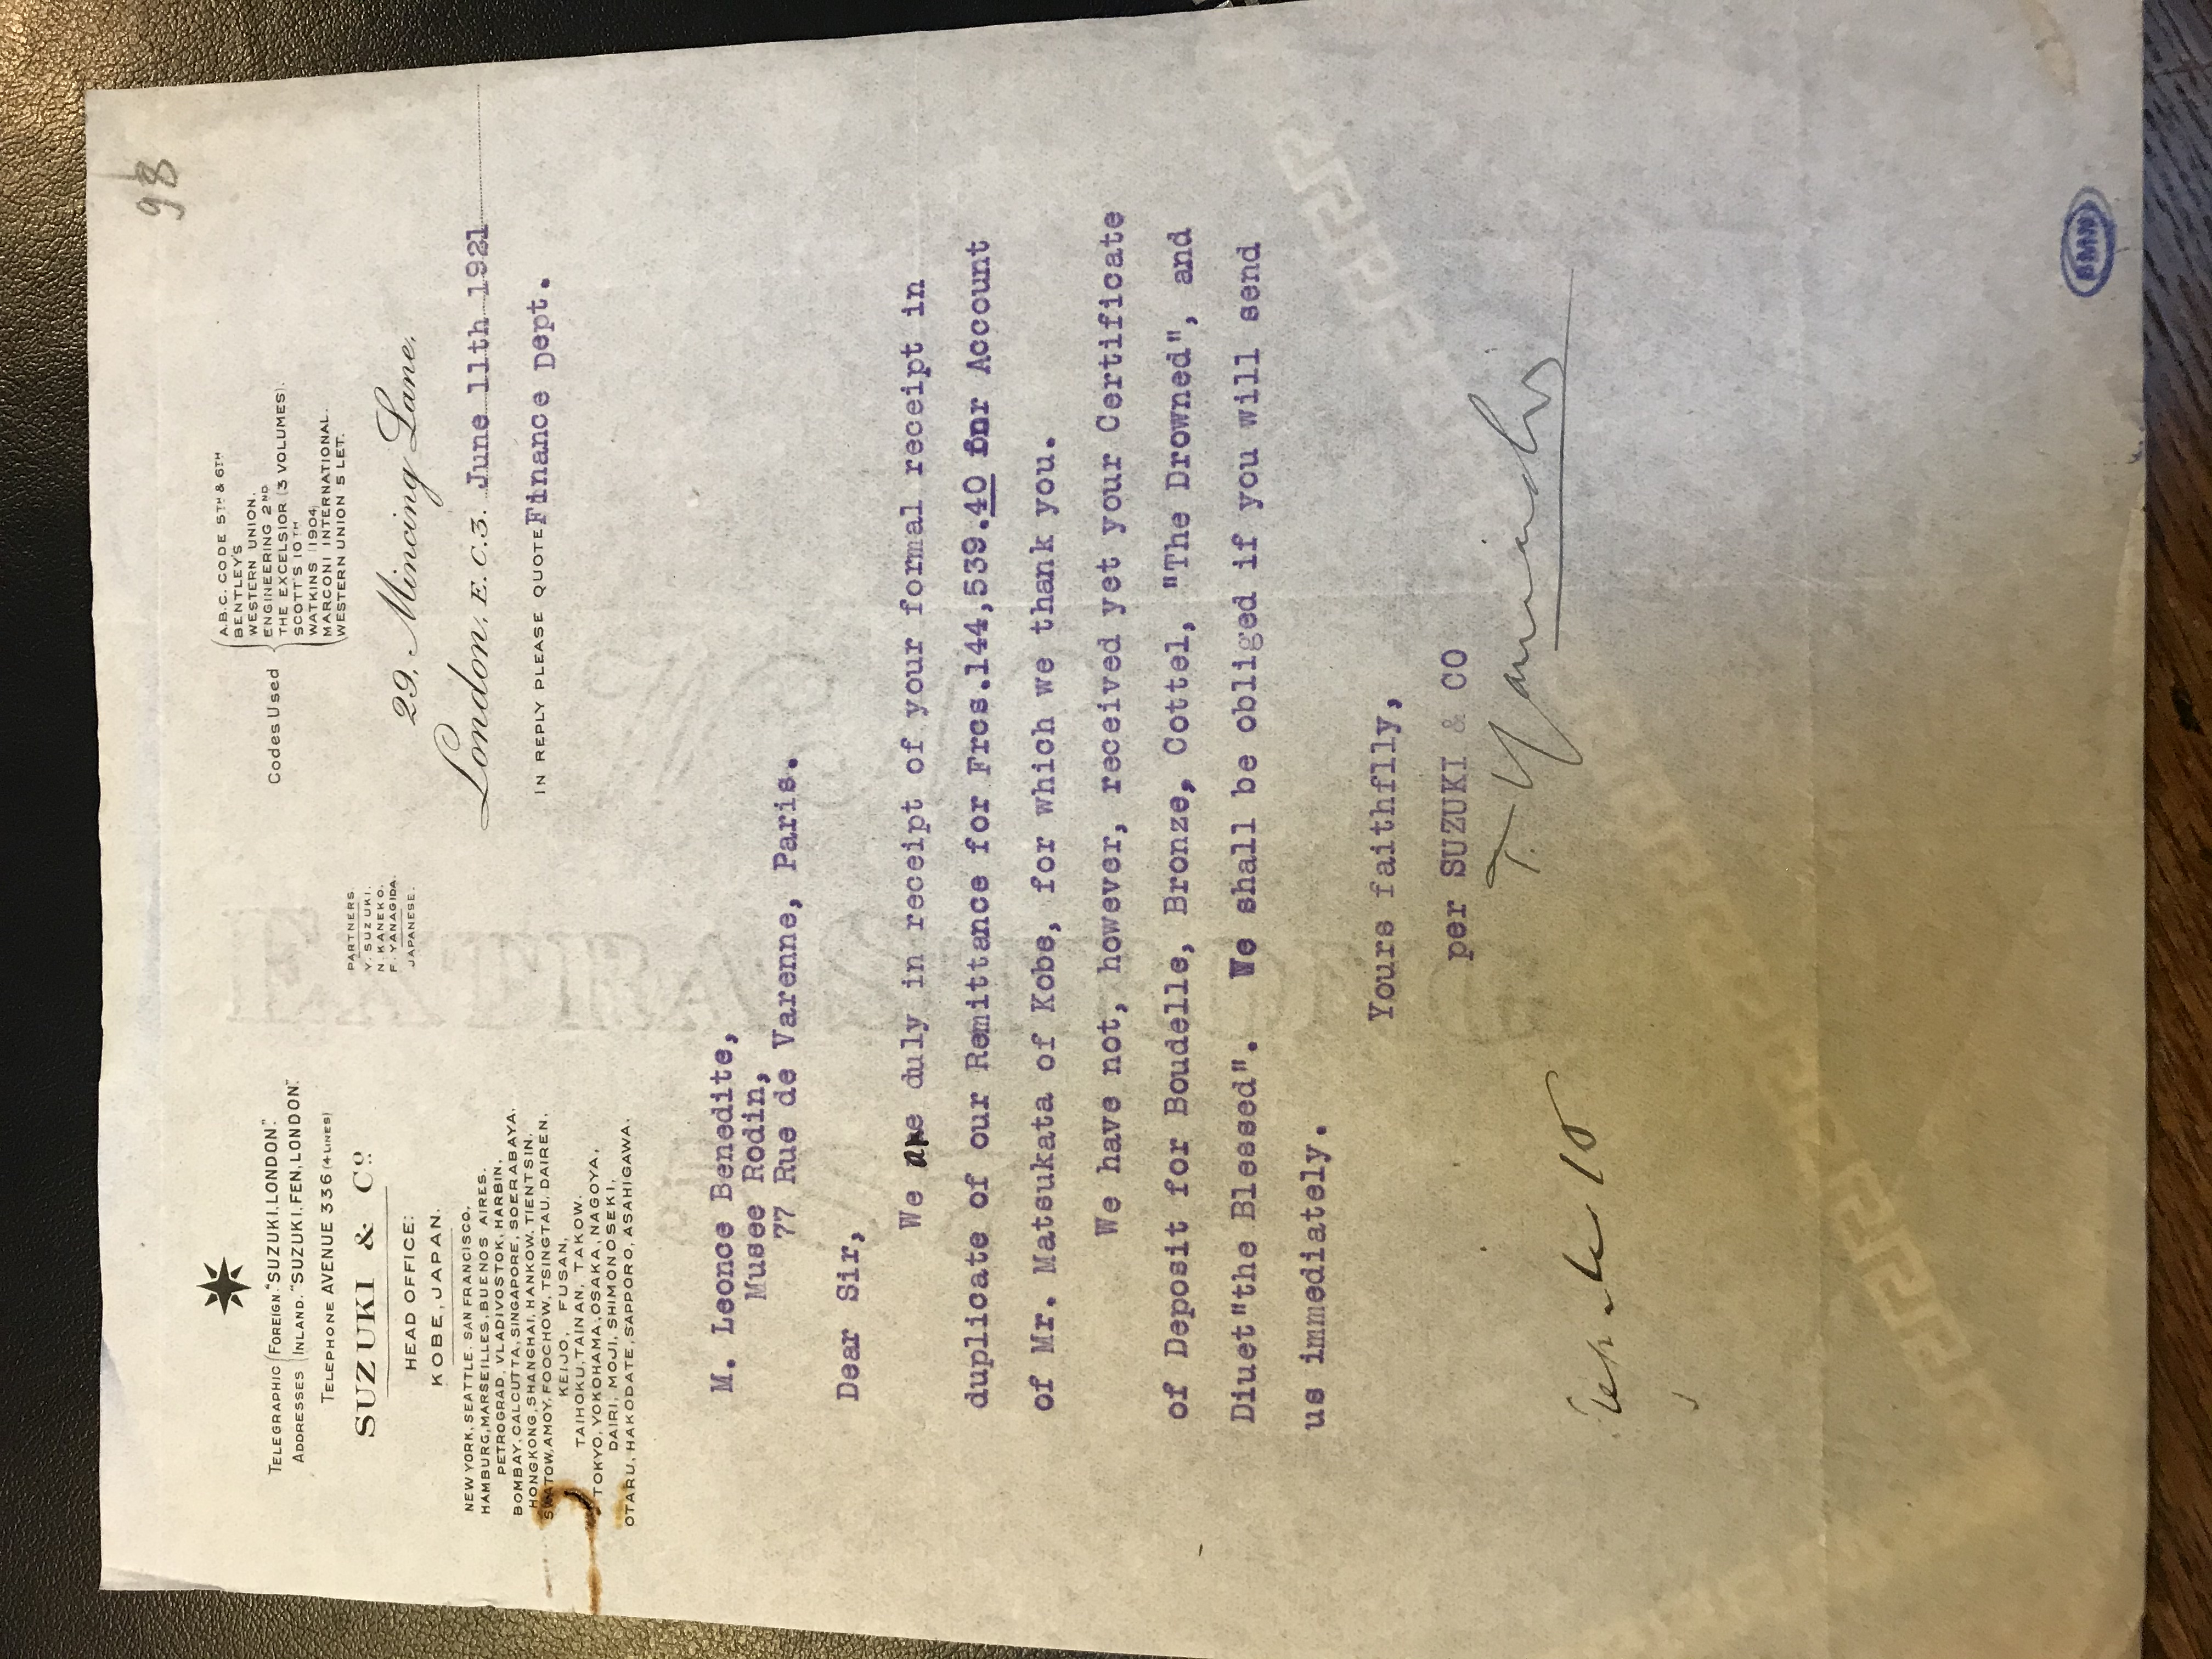 98
TELEGRAPHIC ADDRESSES { FOREIGN. "SUZUKI, LONDON".
INLAND. "SUZUKI, FEN, LONDON".
TELEPHONE AVENUE 336 (4 LINES)
SUZUKI & Co.
HEAD OFFICE:
KOBE, JAPAN.
NEW YORK, SEATTLE, SAN FRANCISCO,
HAMBURG, MARSEILLES, BUENOS AIRES.
PETROGRAD, VLADIVOSTOK, HARBIN,
BOMBAY, CALCUTTA, SINGAPORE, SOERABAYA,
HONGKONG, SHANGHAI, HANKOW, TIENTSIN.
SWATOW, AMOY, FOOCHOW, TSINGTAU, DAIREN.
KEIJO, FUSAN,
TAIHOKU, TAINAN, TAKOW.
TOKYO, YOKOHAMA, OSAKA, NAGOYA,
DAIRI, MOJI, SHIMONOSEKI,
OTARU, HAKODATE, SAPPORO, ASAHIGAWA.
PARTNERS
Y. SUZUKI.
N. KANEKO.
F. YANAGIDA.
JAPANESE.
Codes Used { A.B.C. CODE 5TH & 6TH
BENTLEY'S
WESTERN UNION.
ENGINEERING 2ND
THE EXCELSIOR (3 VOLUMES).
SCOTT'S 10TH
WATKINS (1904)
MARCONI INTERNATIONAL.
WESTERN UNION 5 LET.
29, Mincing Lane,
London, E.C.3. June 11th 1921
IN REPLY PLEASE QUOTE Finance Dept.
M. Leonce Benedite,
Musee Rodin,
77 Rue de Varenne, Paris.
Dear Sir,
We are duly in receipt of your formal receipt in
duplicate of our Remittance for Frcs.144,539.40 for Account
of Mr. Matsukata of Kobe, for which we thank you.
We have not, however, received yet your Certificate
of Deposit for Boudelle, Bronze, Cottel, "The Drowned", and
Diuet"the Blessed". We shall be obliged if you will send
us immediately.
Yours faithflly,
per SUZUKI & CO
BMN